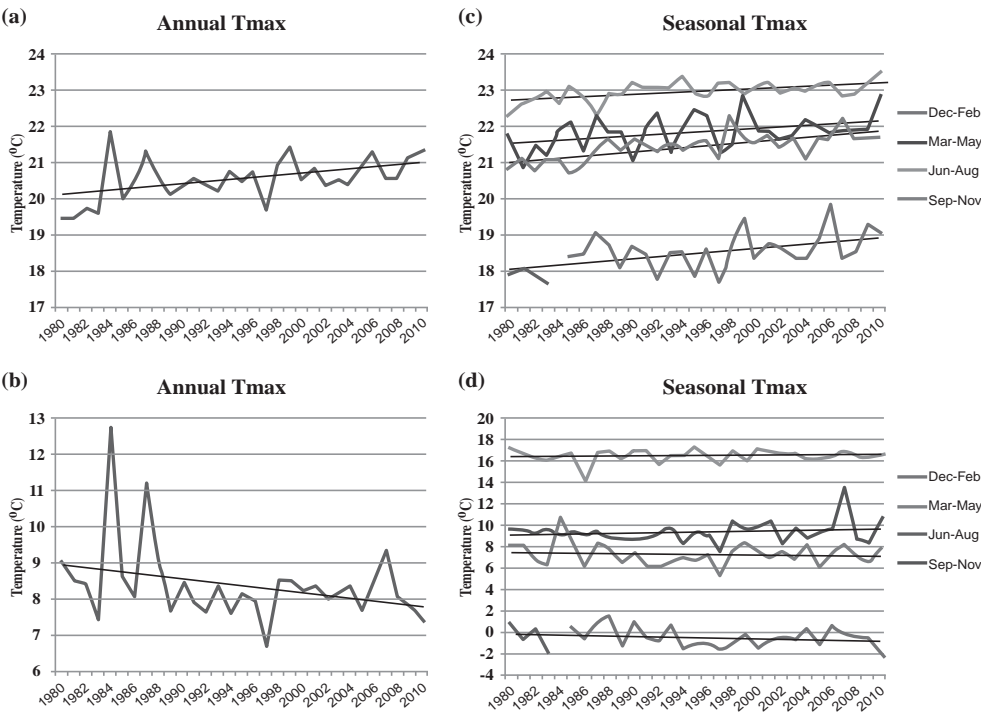 (a)
Annual Tmax
Temperature (⁰C)
24
23
22
21
20
19
18
17
1980 1982 1984 1986 1988 1990 1992 1994 1996 1998 2000 2002 2004 2006 2008 2010
(c)
Seasonal Tmax
Temperature (⁰C)
24
23
22
21
20
19
18
17
1980 1982 1984 1986 1988 1990 1992 1994 1996 1998 2000 2002 2004 2006 2008 2010
Dec-Feb
Mar-May
Jun-Aug
Sep-Nov
(b)
Annual Tmax
Temperature (⁰C)
13
12
11
10
9
8
7
6
1980 1982 1984 1986 1988 1990 1992 1994 1996 1998 2000 2002 2004 2006 2008 2010
(d)
Seasonal Tmax
Temperature (⁰C)
20
18
16
14
12
10
8
6
4
2
0
-2
-4
1980 1982 1984 1986 1988 1990 1992 1994 1996 1998 2000 2002 2004 2006 2008 2010
Dec-Feb
Mar-May
Jun-Aug
Sep-Nov